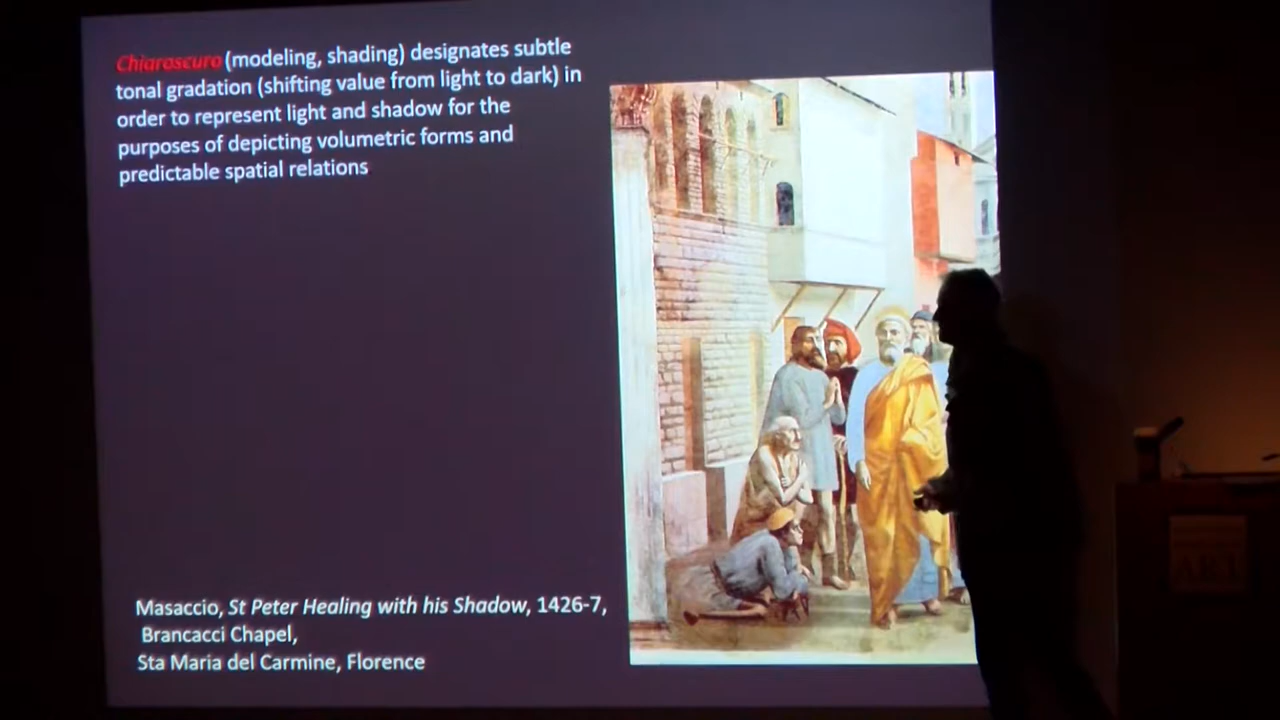 Chiaroscuro (modeling, shading) designates subtle
tonal gradation (shifting value from light to dark) in
order to represent light and shadow for the
purposes of depicting volumetric forms and
predictable spatial relations
Masaccio, St Peter Healing with his Shadow, 1426-7,
Brancacci Chapel,
Sta Maria del Carmine, Florence
ART